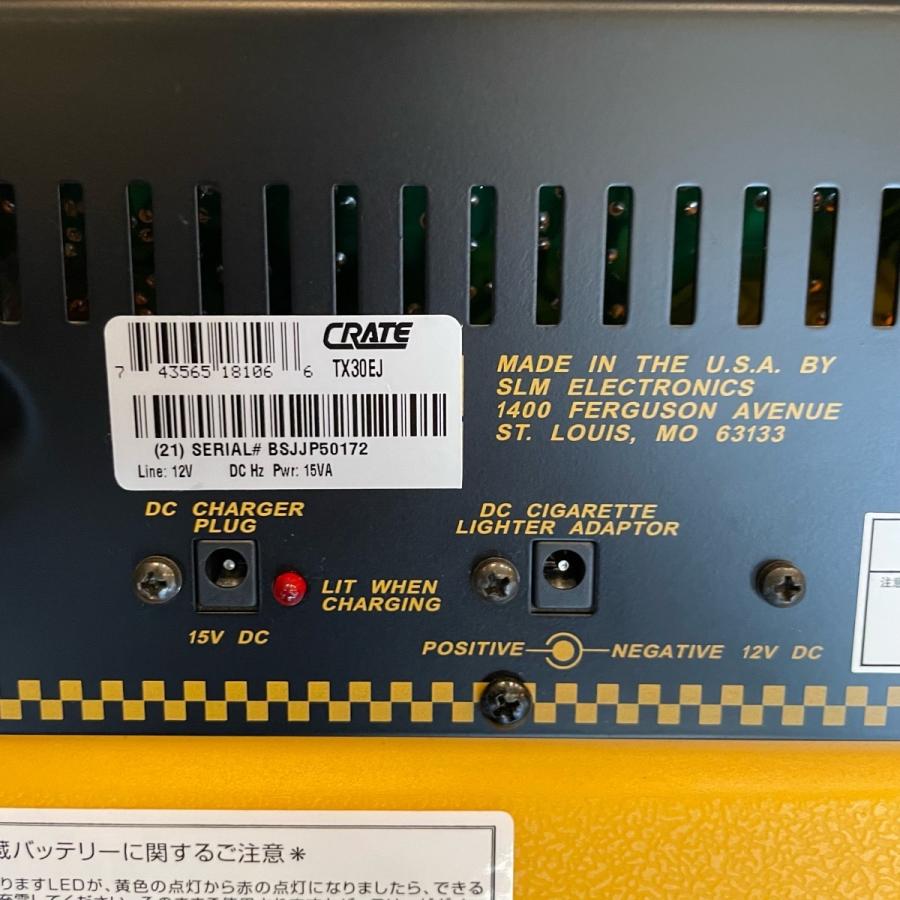 CRATE
7 43565 18106 6 TX30EJ
(21) SERIAL# BSJJP50172
Line: 12V DC Hz Pwr: 15VA
MADE IN THE U.S.A. BY
SLM ELECTRONICS
1400 FERGUSON AVENUE
ST. LOUIS, MO 63133
DC CHARGER
PLUG
15V DC
LIT WHEN
CHARGING
DC CIGARETTE
LIGHTER ADAPTOR
POSITIVE NEGATIVE 12V DC
注意
蔵バッテリーに関するご注意*
りますLEDが、黄色の点灯から赤の点灯になりましたら、できる